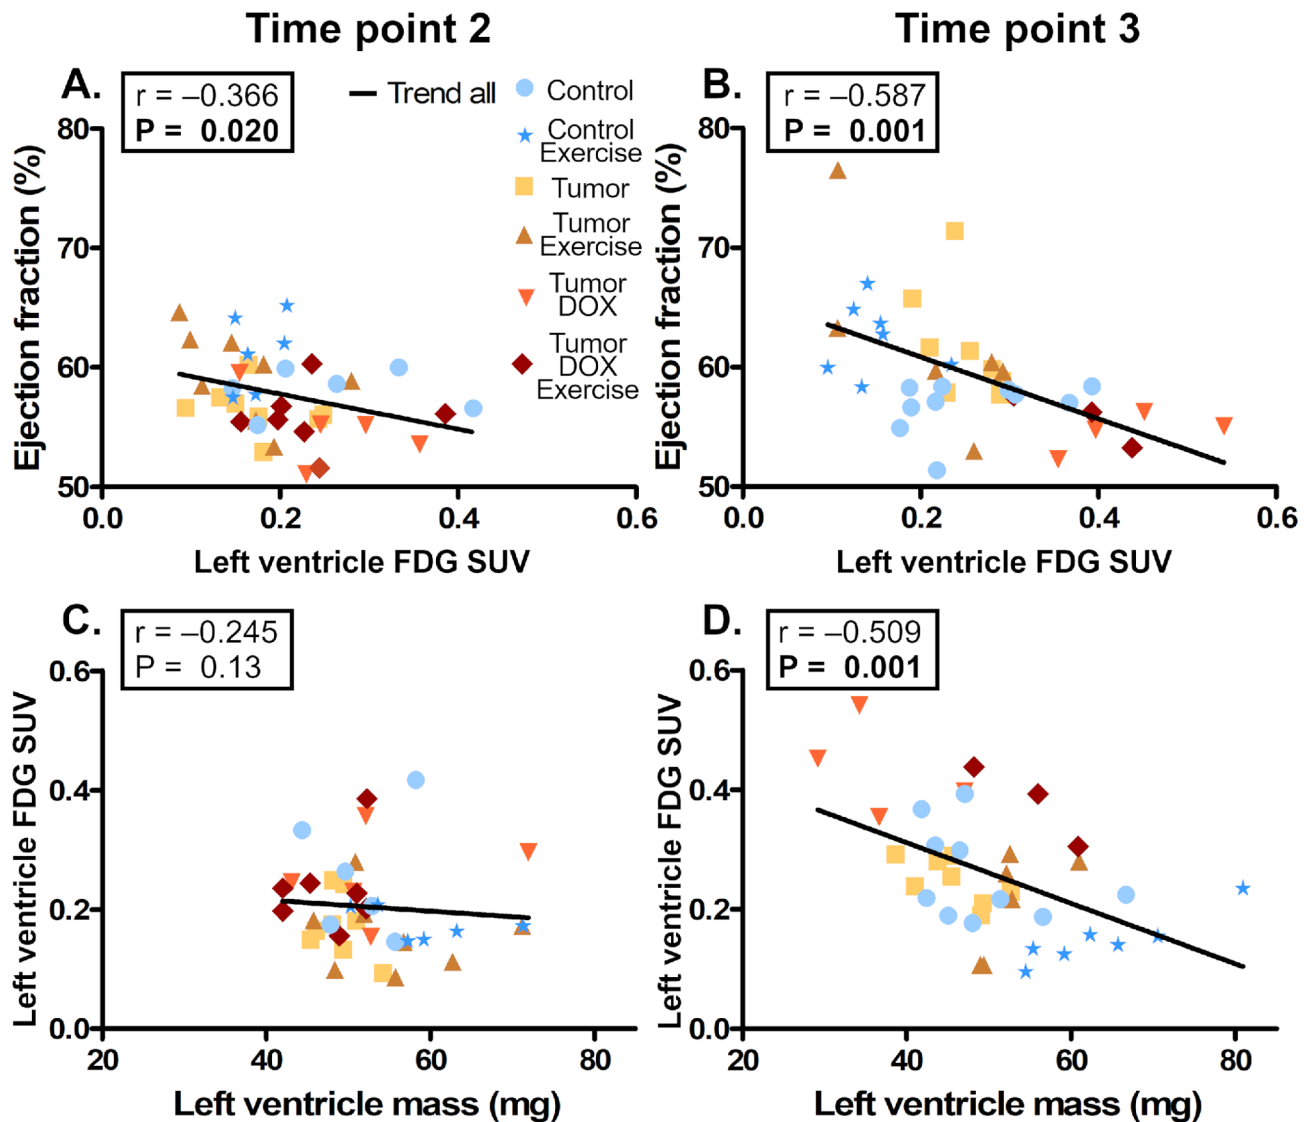 Time point 2
Time point 3
A.
r = –0.366
P = 0.020
Trend all
Control
Control
Exercise
Tumor
Tumor
Exercise
Tumor
DOX
Tumor
DOX
Exercise
Ejection fraction (%)
80
70
60
50
0.0
0.2
0.4
0.6
Left ventricle FDG SUV
B.
r = –0.587
P = 0.001
Ejection fraction (%)
80
70
60
50
0.0
0.2
0.4
0.6
Left ventricle FDG SUV
C.
r = –0.245
P = 0.13
Left ventricle FDG SUV
0.6
0.4
0.2
0.0
20
40
60
80
Left ventricle mass (mg)
D.
r = –0.509
P = 0.001
Left ventricle FDG SUV
0.6
0.4
0.2
0.0
20
40
60
80
Left ventricle mass (mg)